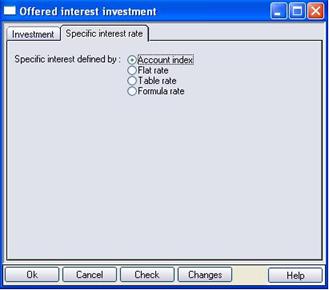 Offered interest investment
Investment Specific interest rate
Specific interest defined by : Account index
Flat rate
Table rate
Formula rate
Ok Cancel Check Changes Help